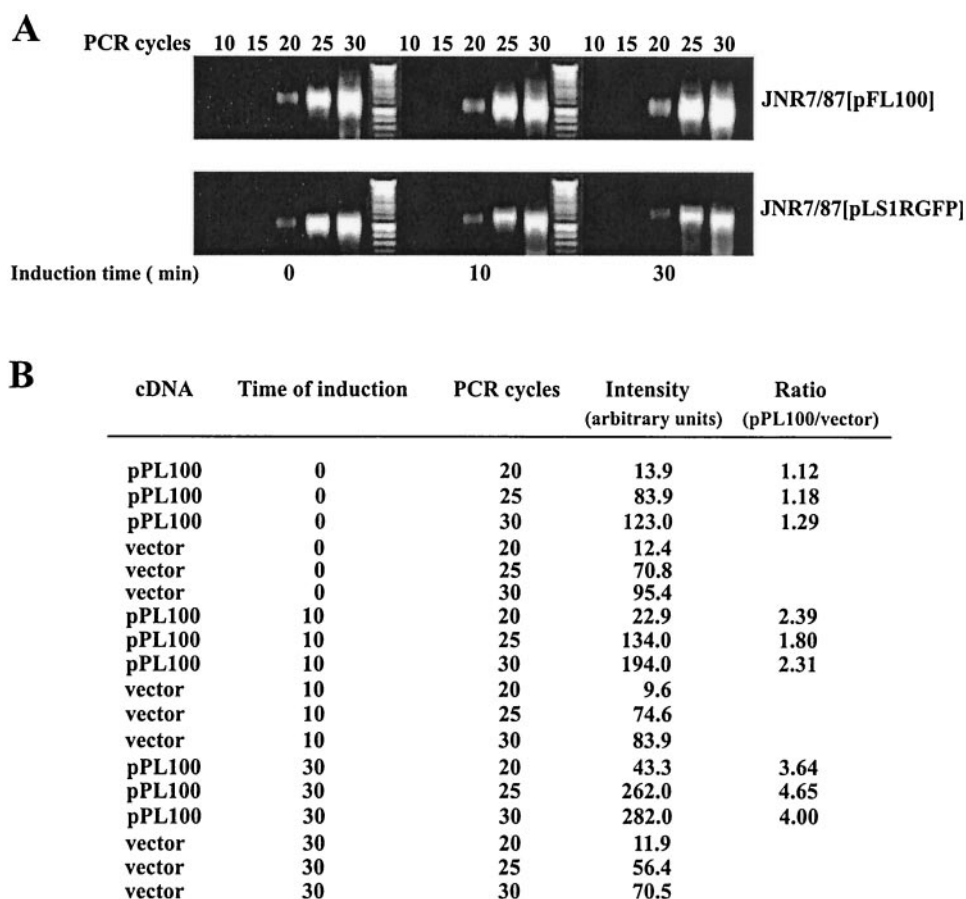 A
PCR cycles 10 15 20 25 30 10 15 20 25 30 10 15 20 25 30
JNR7/87[pFL100]
JNR7/87[pLS1RGFP]
Induction time ( min) 0 10 30
B
cDNA Time of induction PCR cycles Intensity Ratio
(arbitrary units) (pPL100/vector)
pPL100 0 20 13.9 1.12
pPL100 0 25 83.9 1.18
pPL100 0 30 123.0 1.29
vector 0 20 12.4
vector 0 25 70.8
vector 0 30 95.4
pPL100 10 20 22.9 2.39
pPL100 10 25 134.0 1.80
pPL100 10 30 194.0 2.31
vector 10 20 9.6
vector 10 25 74.6
vector 10 30 83.9
pPL100 30 20 43.3 3.64
pPL100 30 25 262.0 4.65
pPL100 30 30 282.0 4.00
vector 30 20 11.9
vector 30 25 56.4
vector 30 30 70.5